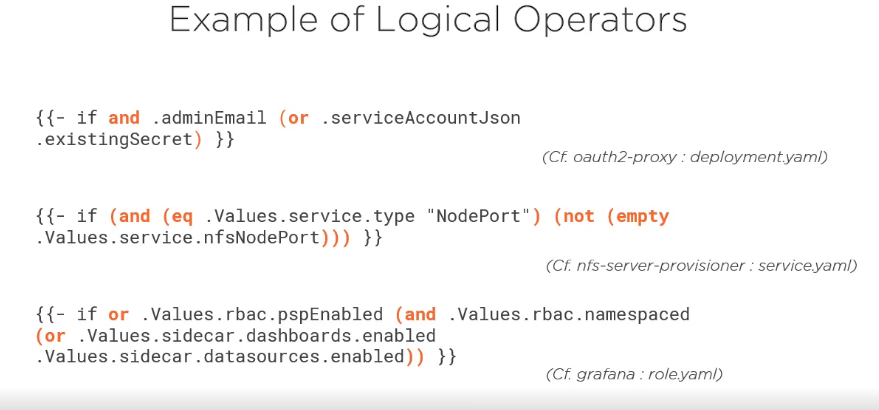 Example of Logical Operators
{{- if and .adminEmail (or .serviceAccountJson
.existingSecret) }}
(Cf. oauth2-proxy : deployment.yaml)
{{- if (and (eq .Values.service.type "NodePort") (not (empty
.Values.service.nfsNodePort))) }}
(Cf. nfs-server-provisioner : service.yaml)
{{- if or .Values.rbac.pspEnabled (and .Values.rbac.namespaced
(or .Values.sidecar.dashboards.enabled
.Values.sidecar.datasources.enabled)) }}
(Cf. grafana : role.yaml)